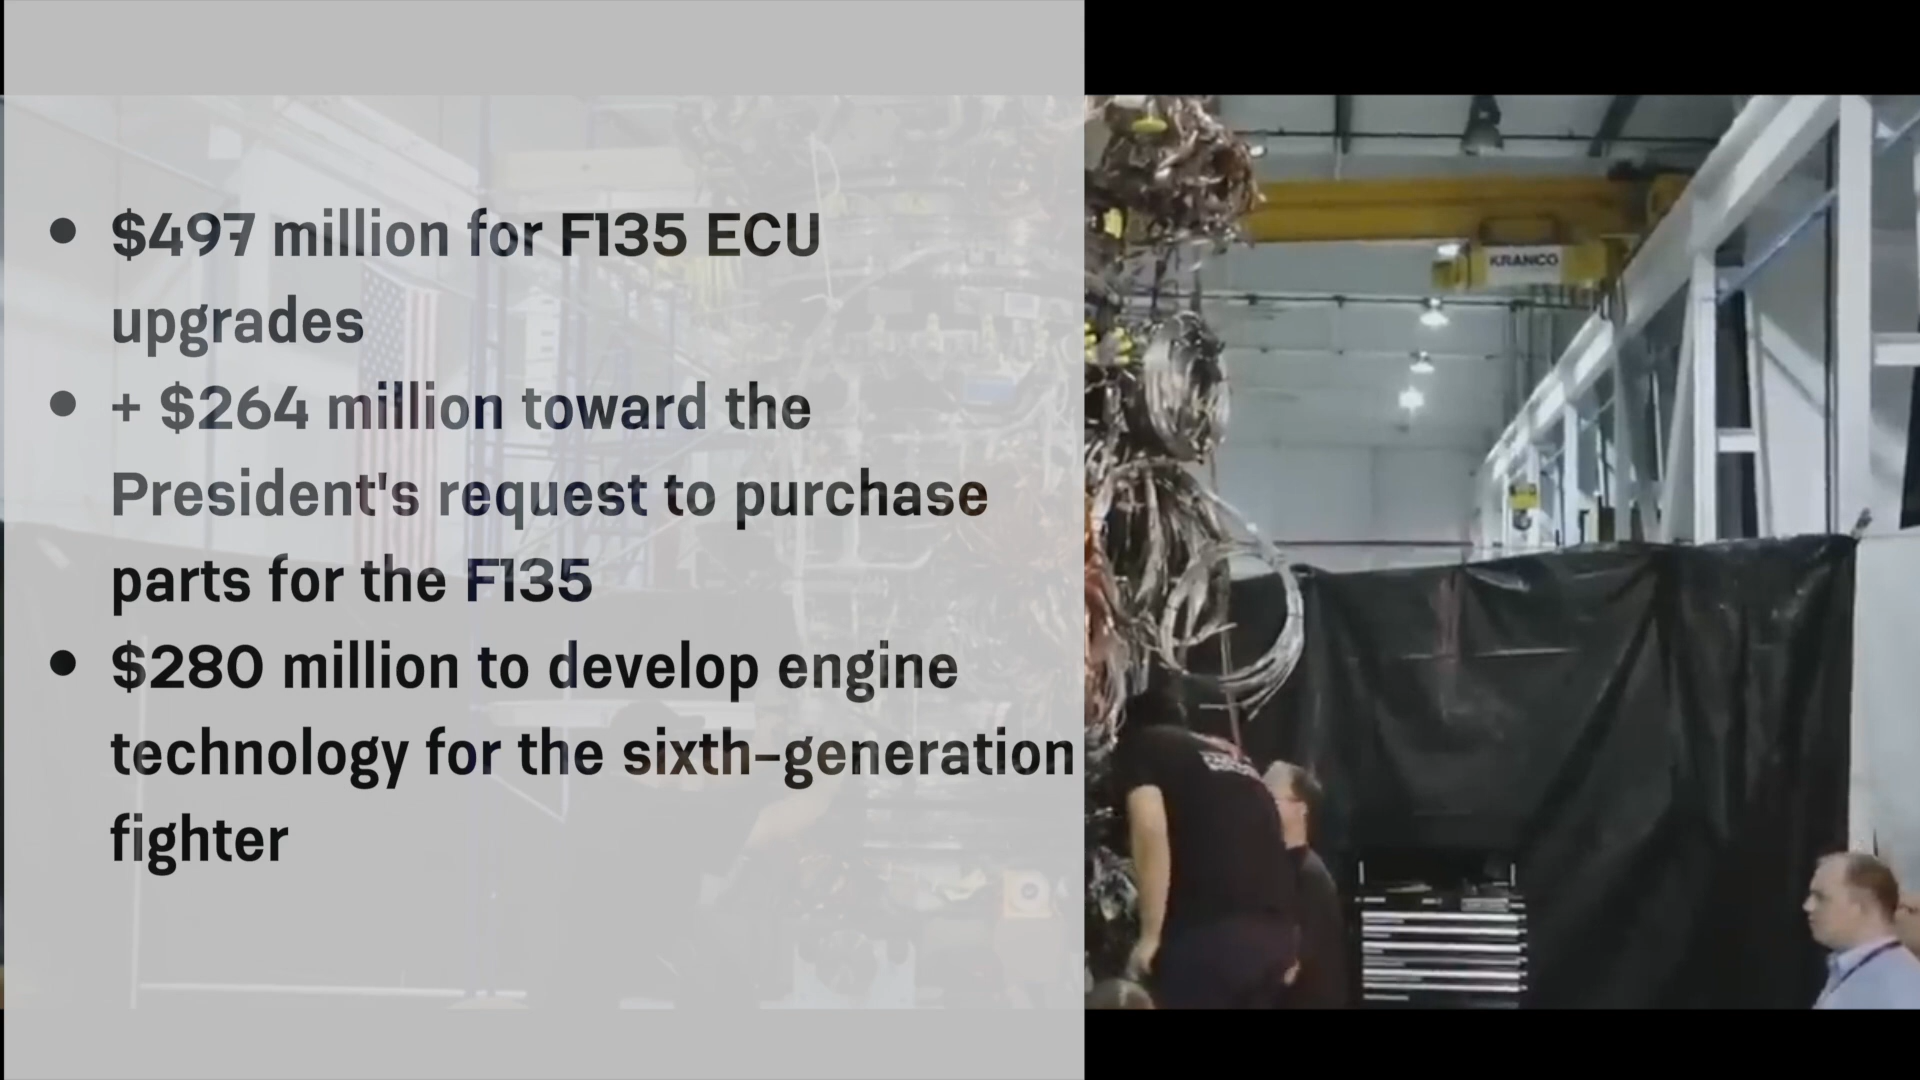 • $497 million for F135 ECU
upgrades
• + $264 million toward the
President's request to purchase
parts for the F135
• $280 million to develop engine
technology for the sixth-generation
fighter
KRANCO